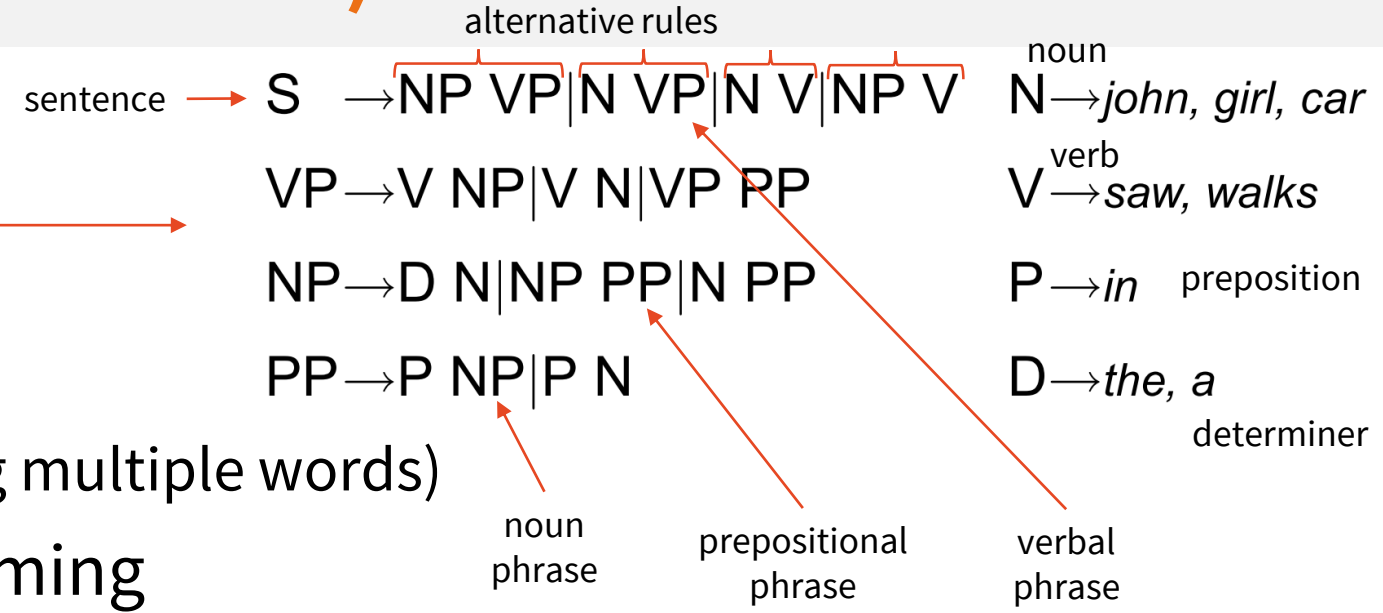 alternative rules
sentence S →NP VP|N VP|N V|NP V
noun
N→john, girl, car
VP→V NP|V N|VP PP
verb
V→saw, walks
NP→D N|NP PP|N PP
P→in preposition
PP→P NP|P N
D→the, a
determiner
multiple words)
noun
phrase
prepositional
phrase
verbal
phrase